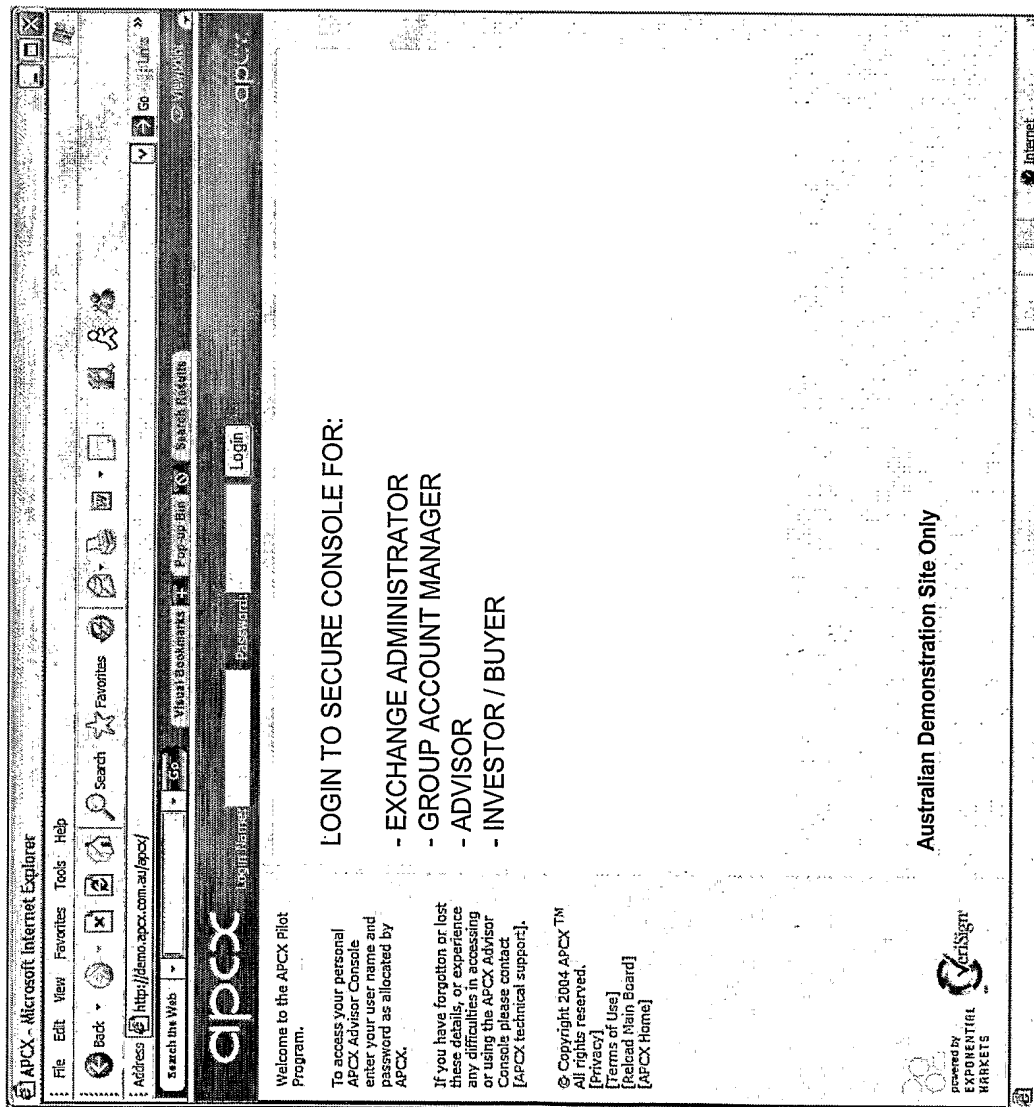 APCX - Microsoft Internet Explorer
File Edit View Favorites Tools Help
Back Search Favorites
Address http://demo.apcx.com.au/apcx/ Go Links »
Search the Web Go Visual Bookmarks Pop-up Bin Search Results Viewpoint
apcx Login Name: Password: Login apcx
Welcome to the APCX Pilot
Program.
To access your personal
APCX Advisor Console
enter your user name and
password as allocated by
APCX.
If you have forgotton or lost
these details, or experience
any difficulties in accessing
or using the APCX Advisor
Console please contact
[APCX technical support].
© Copyright 2004 APCX™
All rights reserved.
[Privacy]
[Terms of Use]
[Reload Main Board]
[APCX Home]
powered by
EXPONENTIAL
MARKETS
VeriSign
LOGIN TO SECURE CONSOLE FOR:
- EXCHANGE ADMINISTRATOR
- GROUP ACCOUNT MANAGER
- ADVISOR
- INVESTOR / BUYER
Australian Demonstration Site Only
Internet